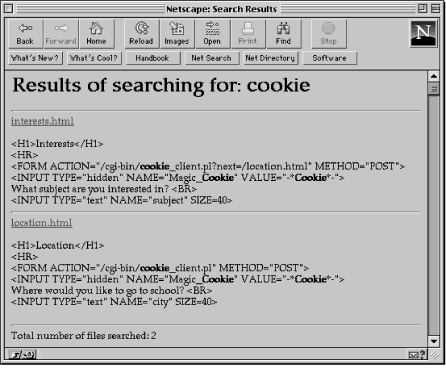 Netscape: Search Results
Back Forward Home Reload Images Open Print Find Stop
N
What's New? What's Cool? Handbook Net Search Net Directory Software
Results of searching for: cookie
interests.html
<H1>Interests</H1>
<HR>
<FORM ACTION="/cgi-bin/cookie_client.pl?next=/location.html" METHOD="POST">
<INPUT TYPE="hidden" NAME="Magic_Cookie" VALUE="-*Cookie*-">
What subject are you interested in? <BR>
<INPUT TYPE="text" NAME="subject" SIZE=40>
location.html
<H1>Location</H1>
<HR>
<FORM ACTION="/cgi-bin/cookie_client.pl" METHOD="POST">
<INPUT TYPE="hidden" NAME="Magic_Cookie" VALUE="-*Cookie*-">
Where would you like to go to school? <BR>
<INPUT TYPE="text" NAME="city" SIZE=40>
Total number of files searched: 2
?